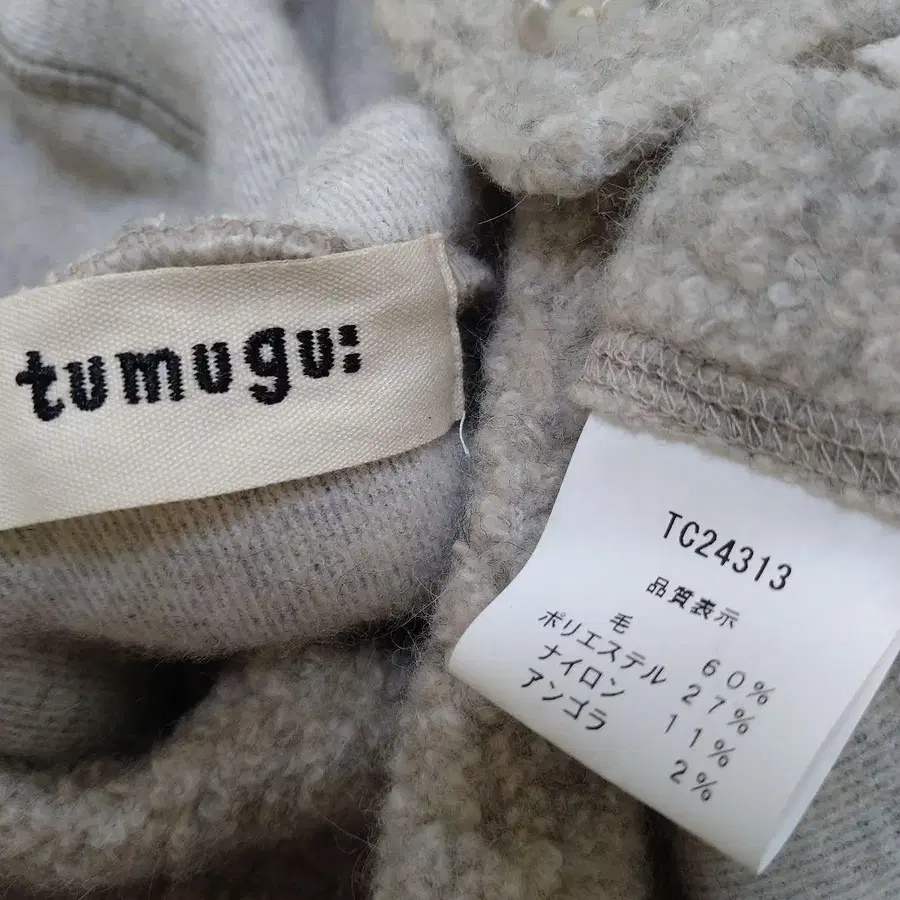 tumugu:
TC24313
品質表示
毛 60%
ポリエステル 27%
ナイロン 11%
アンゴラ 2%